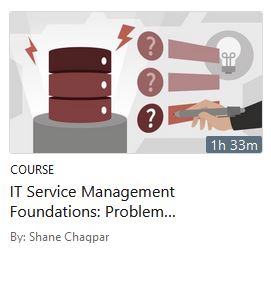 ? 
?
?
1h 33m
COURSE
IT Service Management
Foundations: Problem...
By: Shane Chagpar